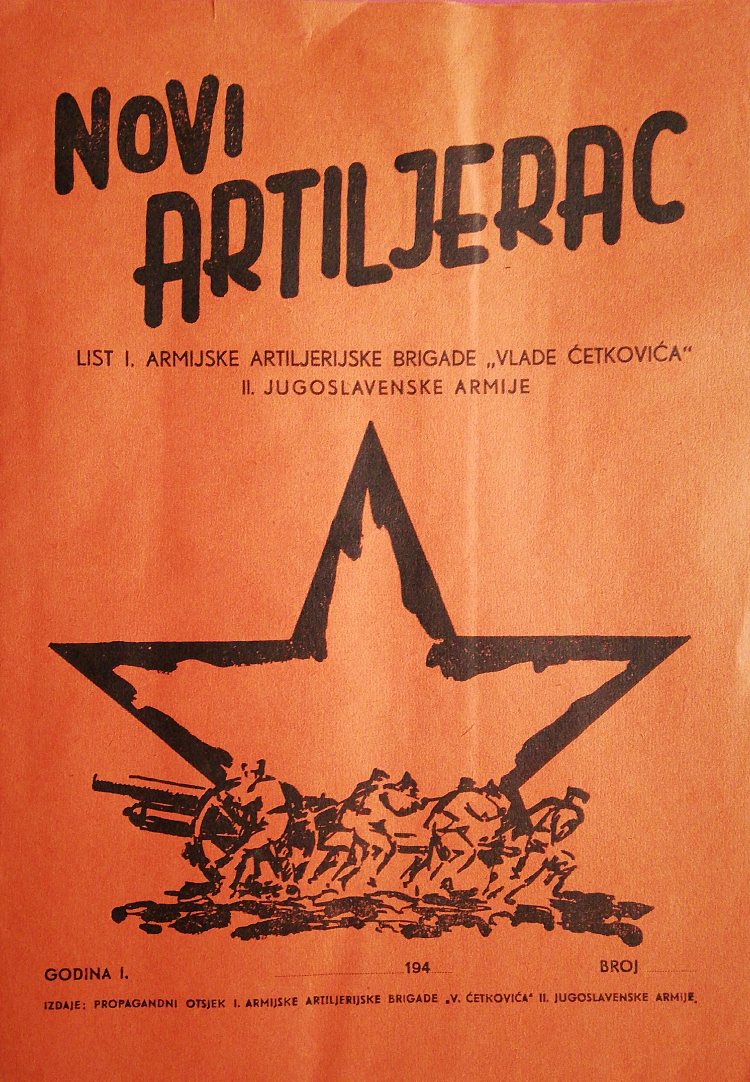 NOVI
ARTILJERAC
LIST I. ARMIJSKE ARTILJERIJSKE BRIGADE „VLADE ĆETKOVIĆA“
II. JUGOSLAVENSKE ARMIJE
GODINA I. ........................ 194.... BROJ ............
IZDAJE: PROPAGANDNI OTSJEK I. ARMIJSKE ARTILJERIJSKE BRIGADE „V. ĆETKOVIĆA“ II. JUGOSLAVENSKE ARMIJE.